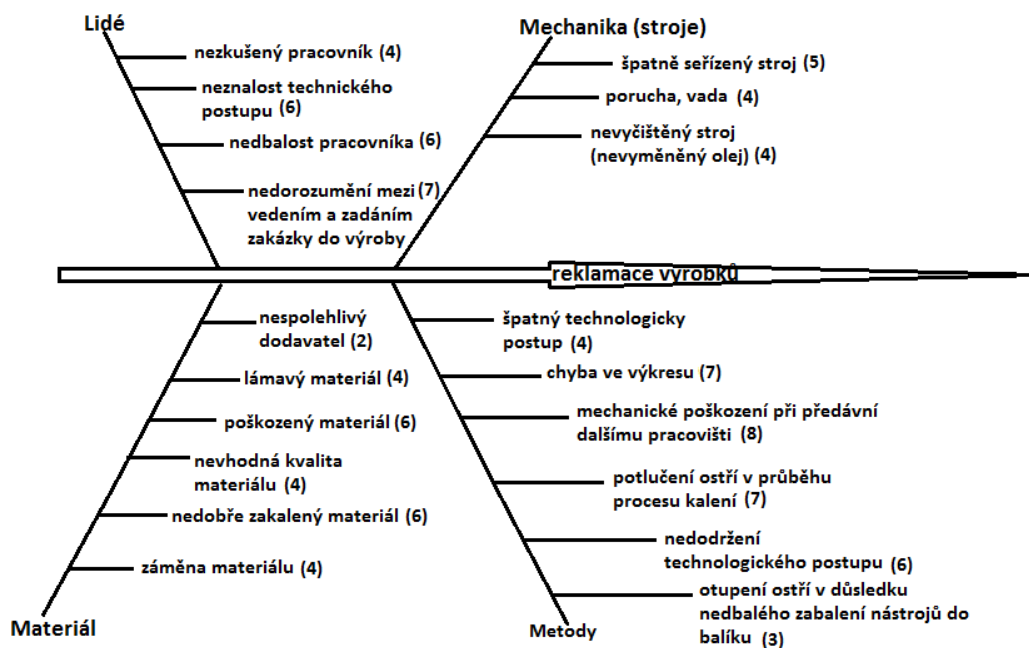 Lidé
nezkušený pracovník (4)
neznalost technického
postupu (6)
nedbalost pracovníka (6)
nedorozumění mezi (7)
vedením a zadáním
zakázky do výroby
Mechanika (stroje)
špatně seřízený stroj (5)
porucha, vada (4)
nevyčištěný stroj
(nevyměněný olej) (4)
reklamace výrobků
nespolehlivý
dodavatel (2)
lámavý materiál (4)
poškozený materiál (6)
nevhodná kvalita
materiálu (4)
nedobře zakalený materiál (6)
záměna materiálu (4)
Materiál
špatný technologicky
postup (4)
chyba ve výkresu (7)
mechanické poškození při předávní
dalšímu pracovišti (8)
potlučení ostří v průběhu
procesu kalení (7)
nedodržení
technologického postupu (6)
otupení ostří v důsledku
nedbalého zabalení nástrojů do
balíku (3)
Metody